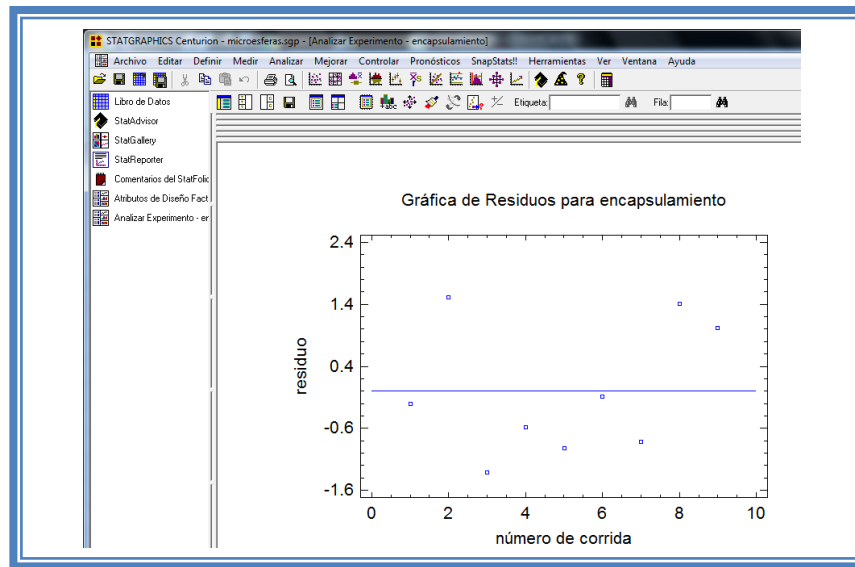 STATGRAPHICS Centurion - microesferas.sgp - [Analizar Experimento - encapsulamiento]
Archivo Editar Definir Medir Analizar Mejorar Controlar Pronósticos SnapStats!! Herramientas Ver Ventana Ayuda
Etiqueta: Fila:
Libro de Datos
StatAdvisor
StatGallery
StatReporter
Comentarios del StatFolio
Atributos de Diseño Fact
Analizar Experimento - er
Gráfica de Residuos para encapsulamiento
2.4
1.4
0.4
-0.6
-1.6
residuo
0 2 4 6 8 10
número de corrida